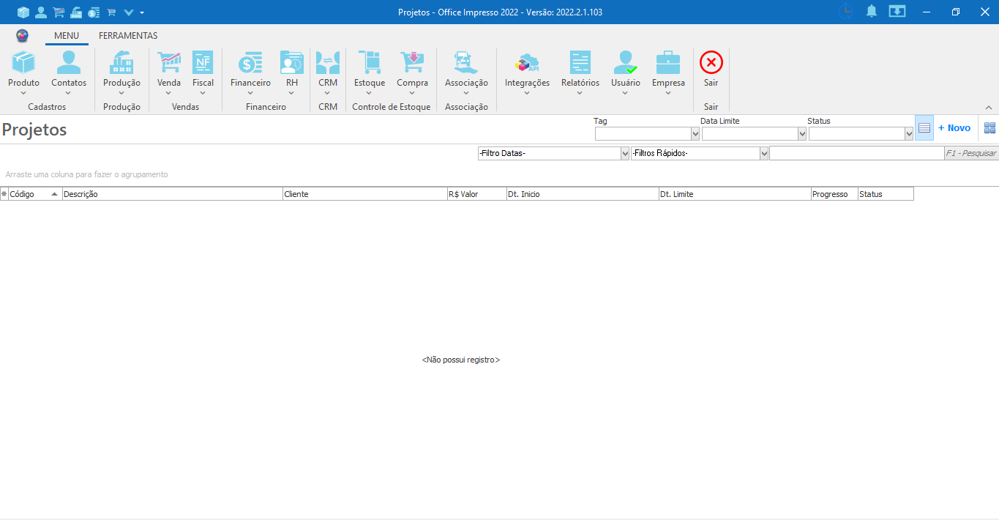 Projetos - Office Impresso 2022 - Versão: 2022.2.1.103
MENU FERRAMENTAS
Produto Contatos Produção Venda Fiscal Financeiro RH CRM Estoque Compra Associação Integrações Relatórios Usuário Empresa Sair
Cadastros Produção Vendas Financeiro CRM Controle de Estoque Associação Sair
Projetos
Tag Data Limite Status
+ Novo
-Filtro Datas- -Filtros Rápidos- F1 - Pesquisar
Arraste uma coluna para fazer o agrupamento
Código Descrição Cliente R$ Valor Dt. Inicio Dt. Limite Progresso Status
<Não possui registro>